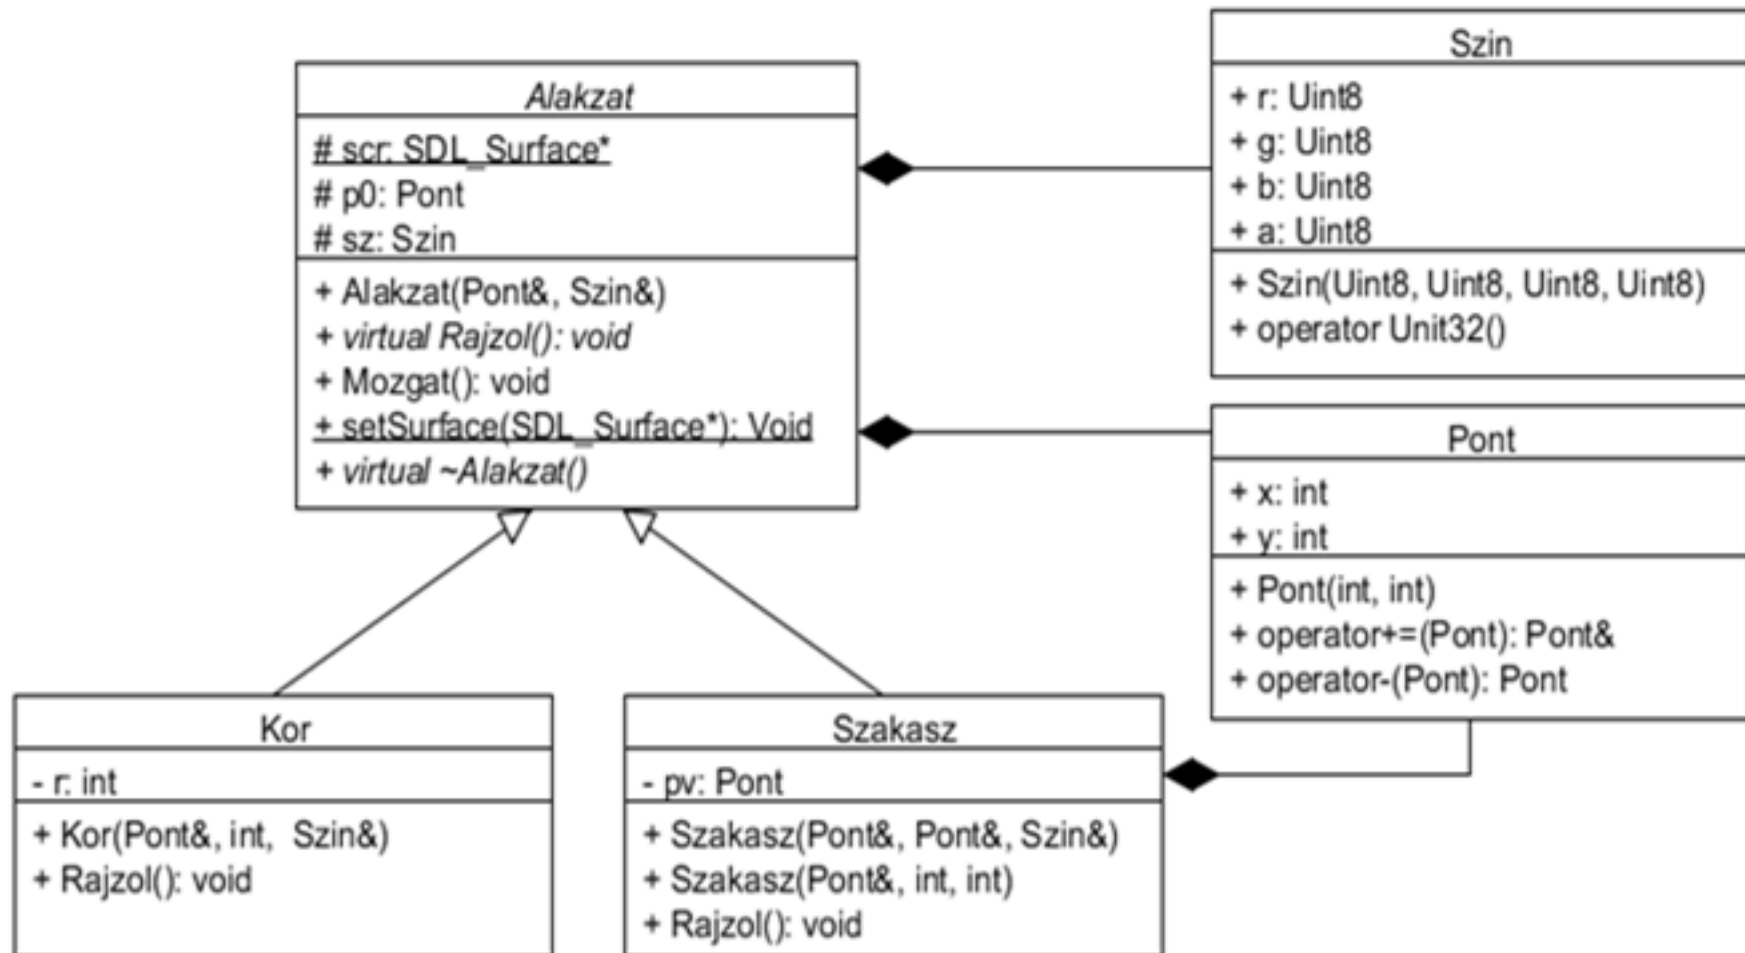 Alakzat
# scr: SDL_Surface*
# p0: Pont
# sz: Szin
+ Alakzat(Pont&, Szin&)
+ virtual Rajzol(): void
+ Mozgat(): void
+ setSurface(SDL_Surface*): Void
+ virtual ~Alakzat()
Szin
+ r: Uint8
+ g: Uint8
+ b: Uint8
+ a: Uint8
+ Szin(Uint8, Uint8, Uint8, Uint8)
+ operator Unit32()
Pont
+ x: int
+ y: int
+ Pont(int, int)
+ operator+=(Pont): Pont&
+ operator-(Pont): Pont
Kor
- r: int
+ Kor(Pont&, int, Szin&)
+ Rajzol(): void
Szakasz
- pv: Pont
+ Szakasz(Pont&, Pont&, Szin&)
+ Szakasz(Pont&, int, int)
+ Rajzol(): void